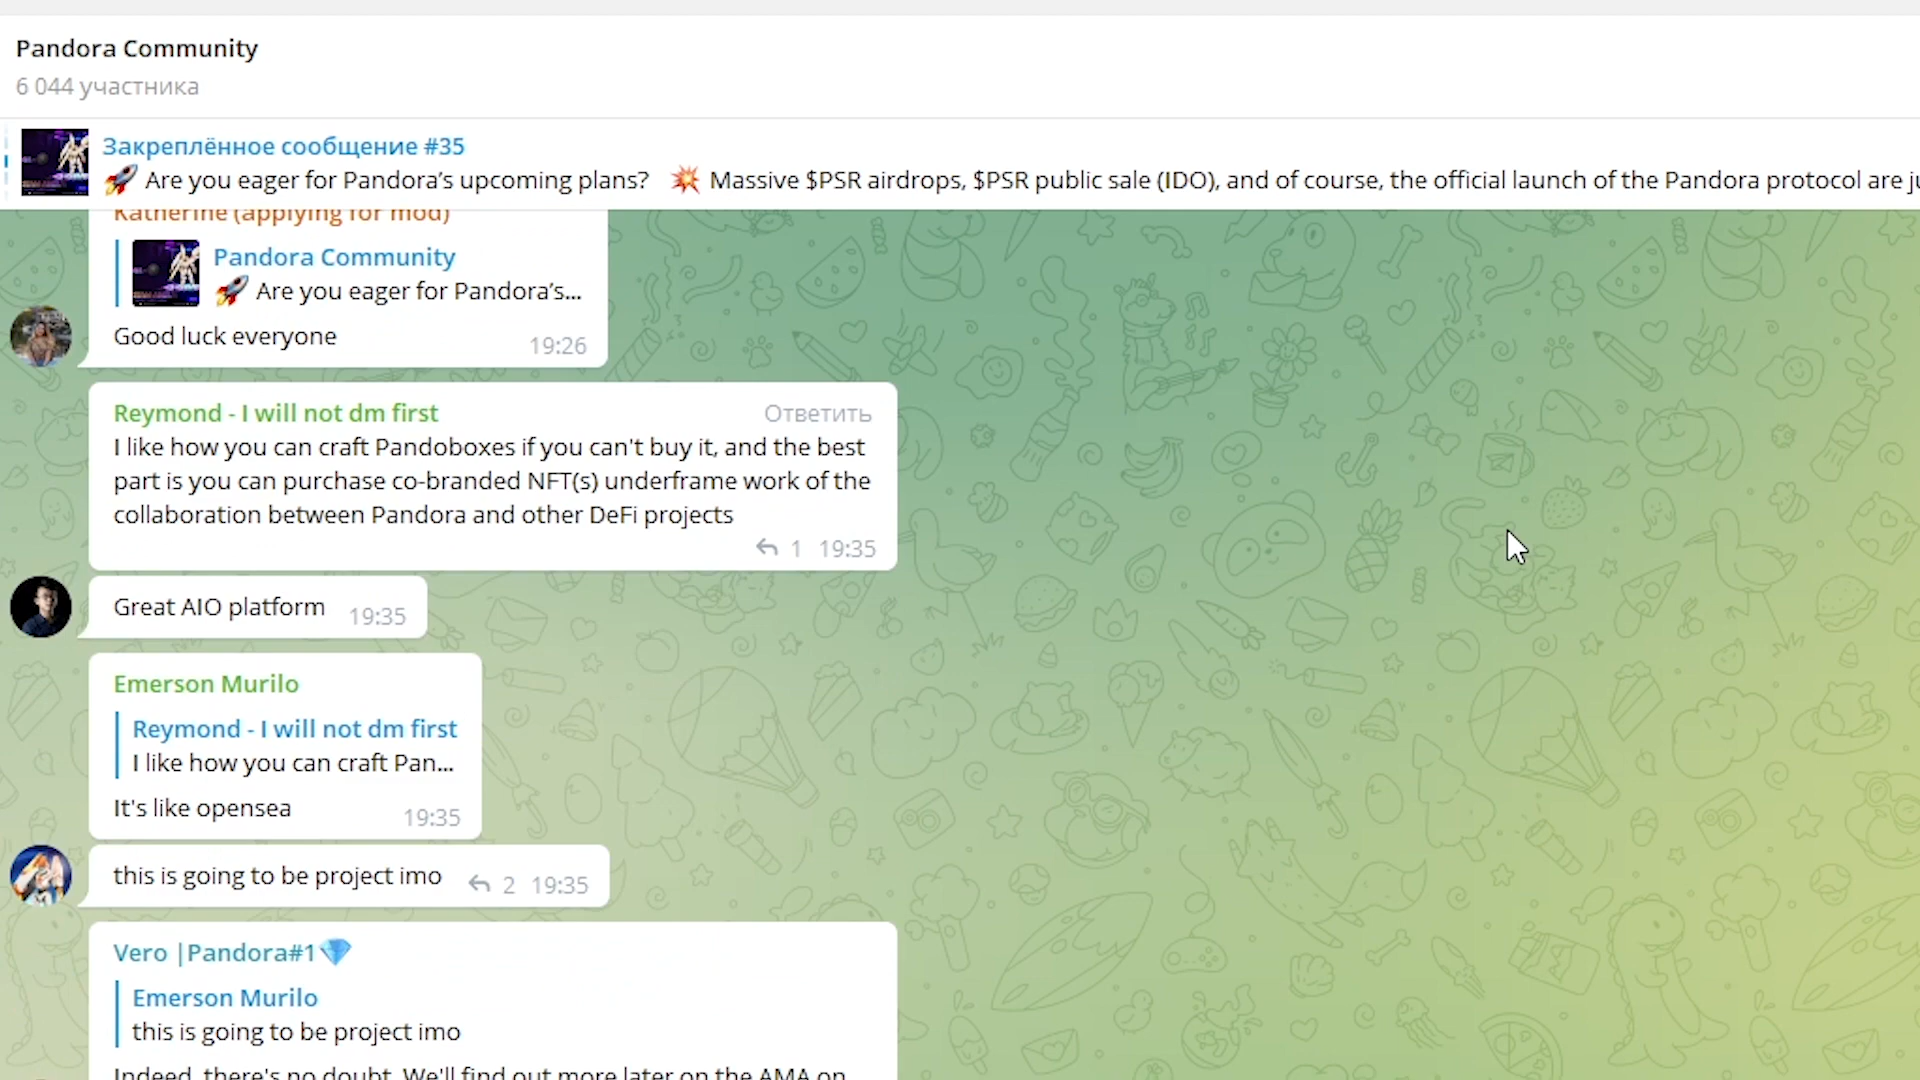 Pandora Community
6 044 участника
Закреплённое сообщение #35
🚀 Are you eager for Pandora’s upcoming plans? 💥 Massive $PSR airdrops, $PSR public sale (IDO), and of course, the official launch of the Pandora protocol are
Katherine (applying for mod)
Pandora Community
🚀 Are you eager for Pandora’s...
Good luck everyone
19:26
Reymond - I will not dm first
Ответить
I like how you can craft Pandoboxes if you can't buy it, and the best
part is you can purchase co-branded NFT(s) underframe work of the
collaboration between Pandora and other DeFi projects
1 19:35
Great AIO platform
19:35
Emerson Murilo
Reymond - I will not dm first
I like how you can craft Pan...
It's like opensea
19:35
this is going to be project imo
2 19:35
Vero |Pandora#1💎
Emerson Murilo
this is going to be project imo
Indeed, there's no doubt. We'll find out more later on the AMA on